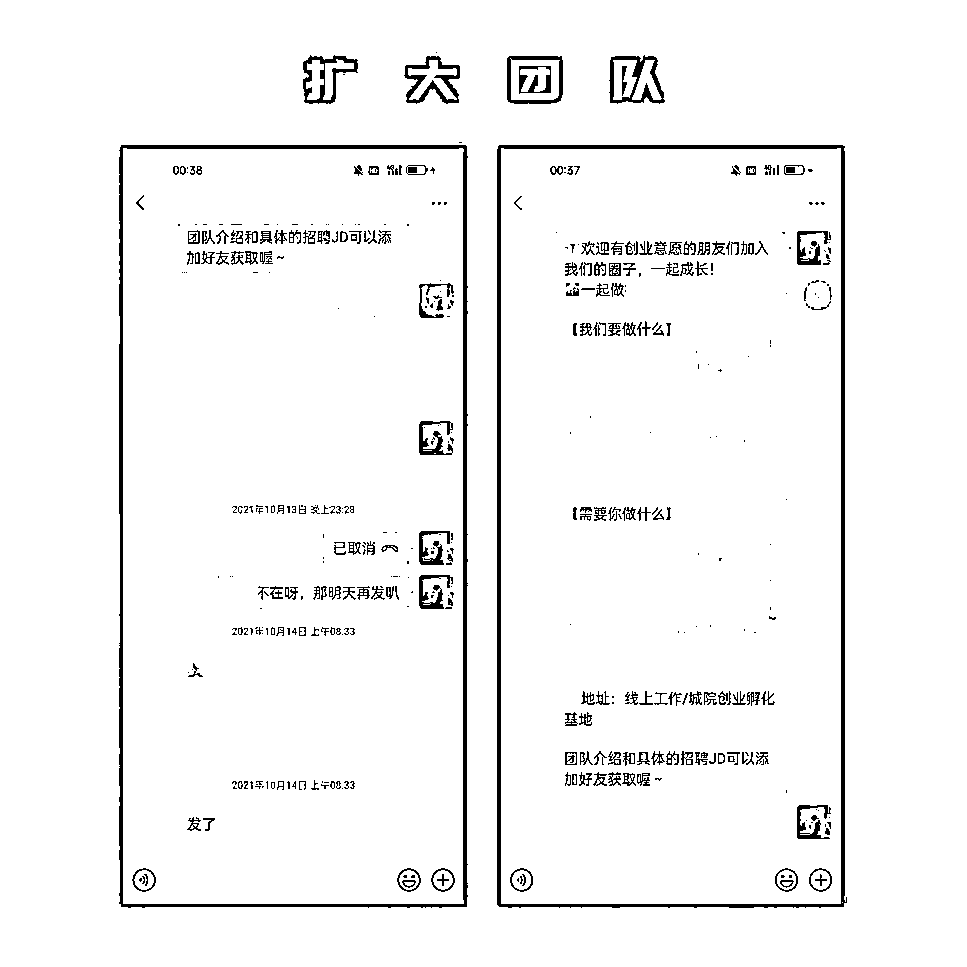 扩大团队
00:38
团队介绍和具体的招聘JD可以添
加好友获取喔~
2021年10月13日 晚上23:28
已取消
不在呀，那明天再发叭
2021年10月14日 上午08:33
2021年10月14日 上午08:33
发了
00:37
欢迎有创业意愿的朋友们加入
我们的圈子，一起成长！
一起做
【我们要做什么】
【需要你做什么】
地址：线上工作/城院创业孵化
基地
团队介绍和具体的招聘JD可以添
加好友获取喔~